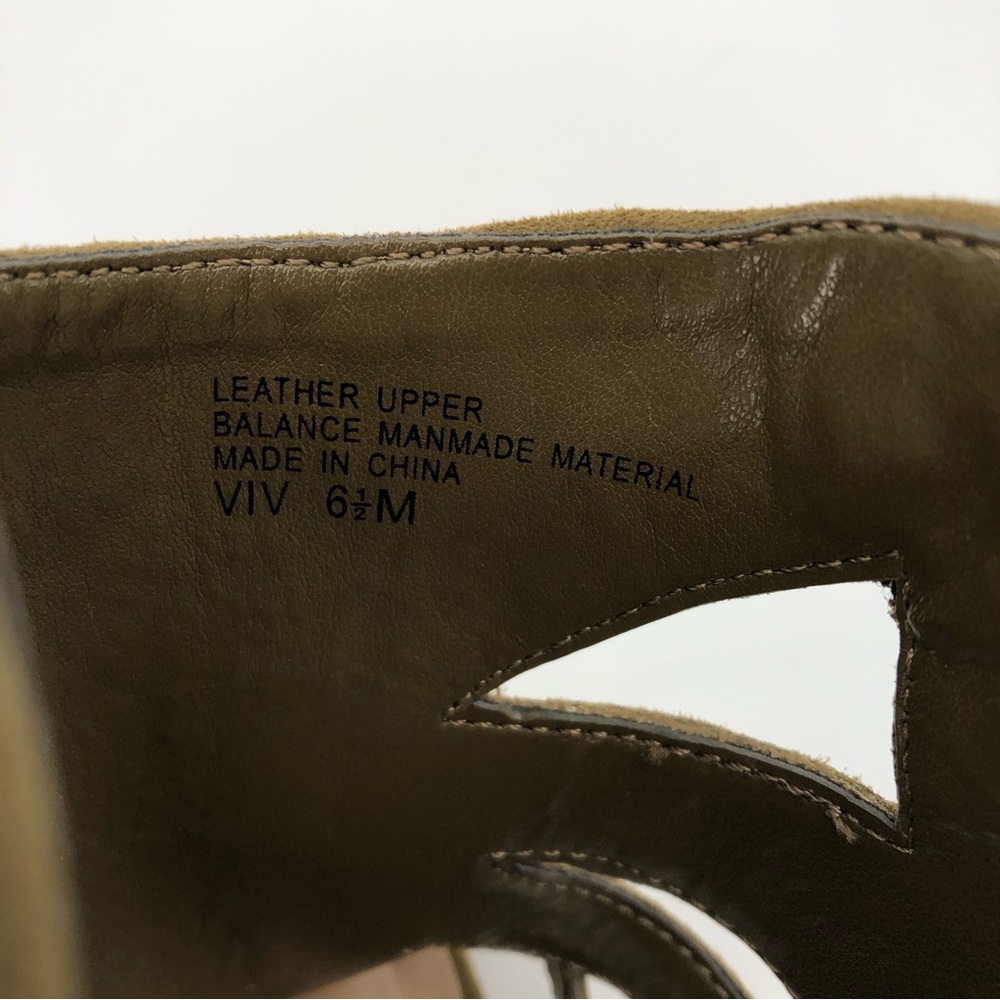 LEATHER UPPER
BALANCE MANMADE MATERIAL
MADE IN CHINA
VIV 6½M